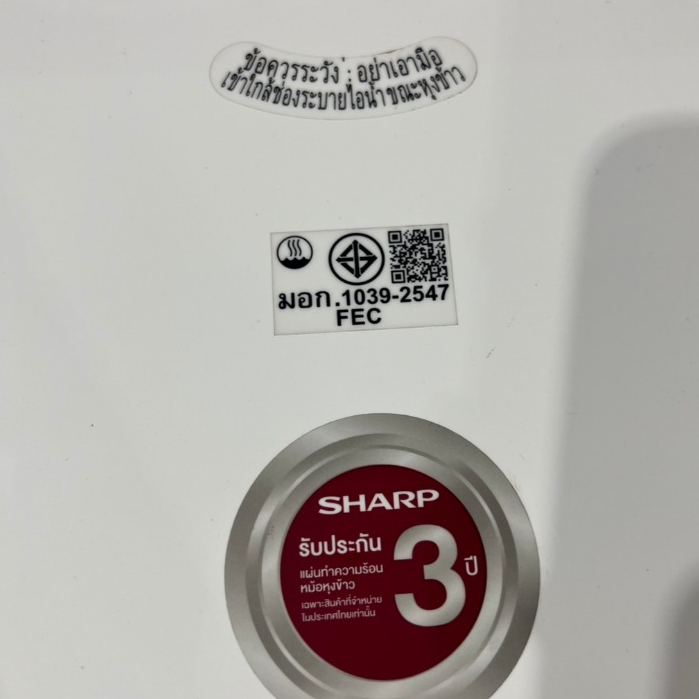 ข้อควรระวัง : อย่าเอามือ
เข้าใกล้ช่องระบายไอน้ำขณะหุงข้าว
มอก.1039-2547
FEC
SHARP
รับประกัน
แผ่นทำความร้อน
หม้อหุงข้าว
เฉพาะสินค้าที่จำหน่าย
ในประเทศไทยเท่านั้น
3 ปี